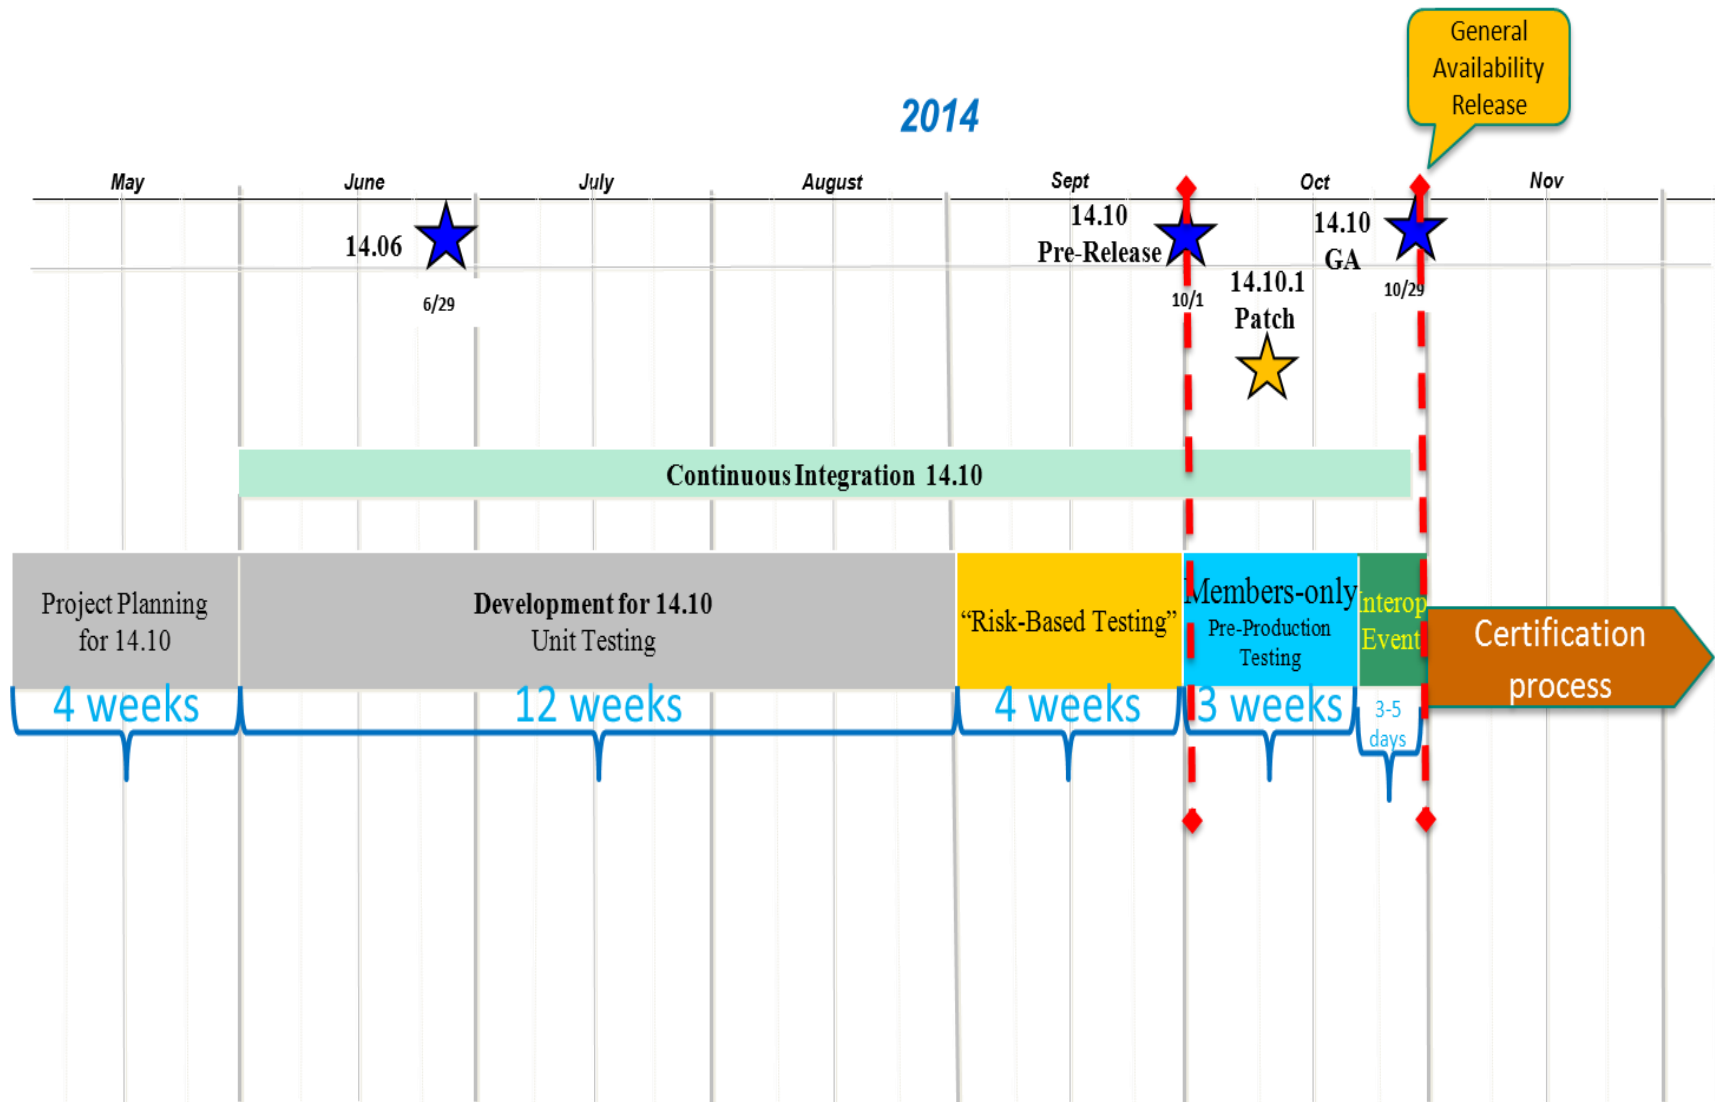 General
Availability
Release
2014
May June July August Sept Oct Nov
14.06
6/29
14.10
Pre-Release
10/1
14.10
GA
10/29
14.10.1
Patch
Continuous Integration 14.10
Project Planning
for 14.10
Development for 14.10
Unit Testing
“Risk-Based Testing”
Members-only
Pre-Production
Testing
Interop
Event
Certification
process
4 weeks
12 weeks
4 weeks
3 weeks
3-5
days